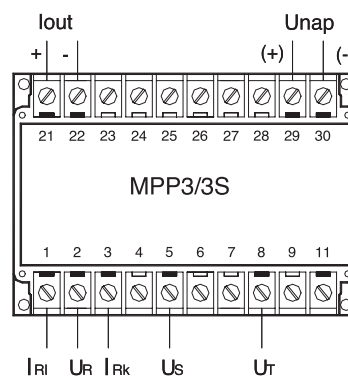 Iout Unap
+ - (+) (-
21 22 23 24 25 26 27 28 29 30
MPP3/3S
1 2 3 4 5 6 7 8 9 11
IRl UR IRk US UT